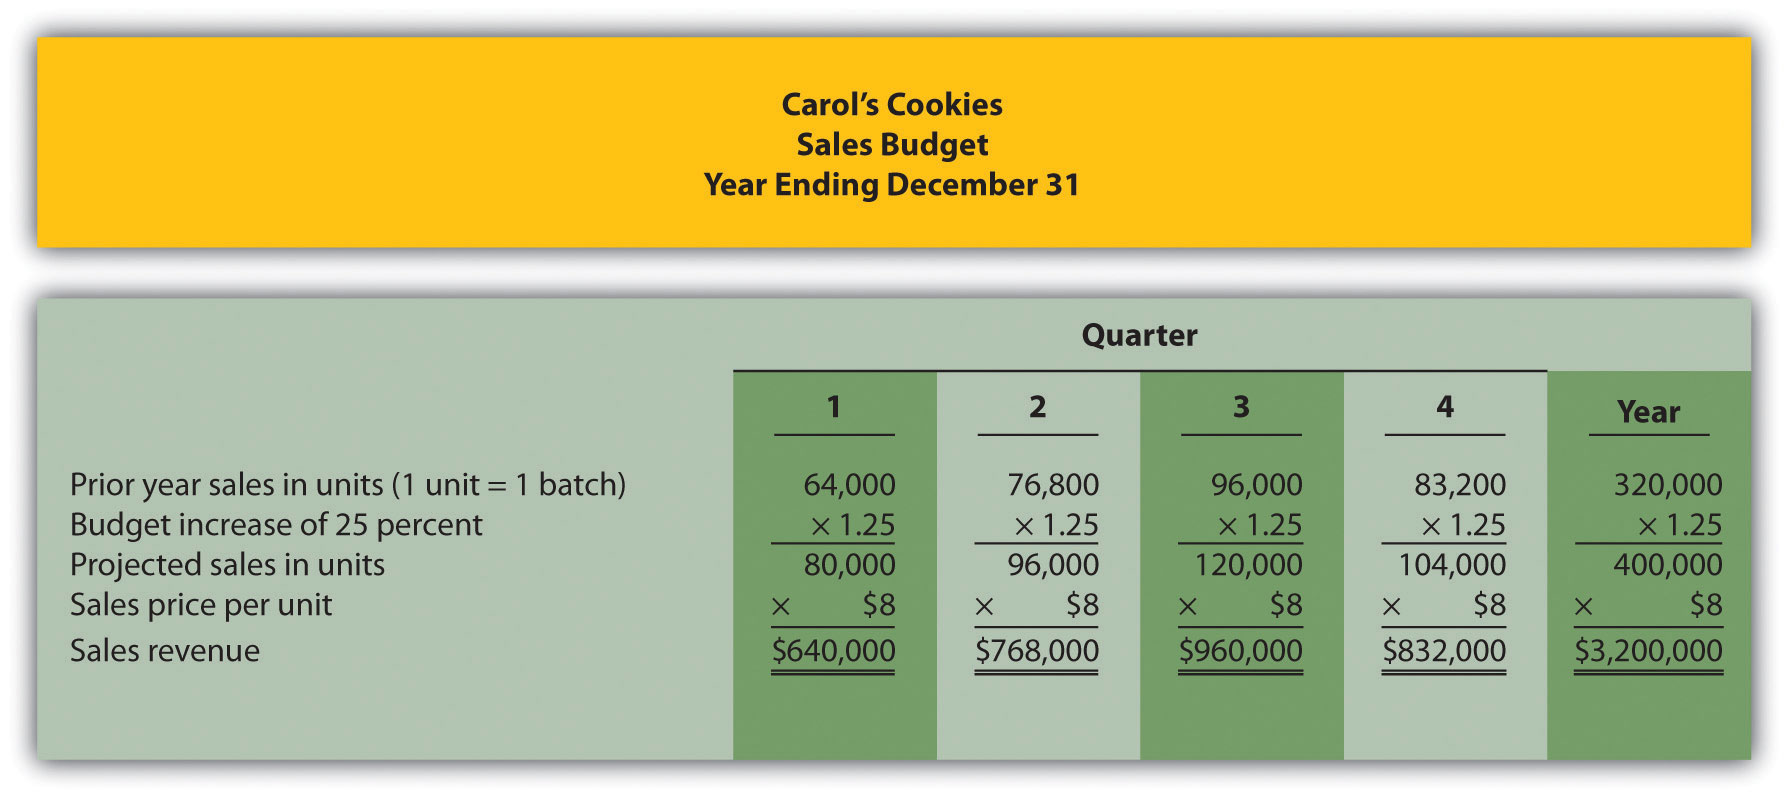 Carol’s Cookies
Sales Budget
Year Ending December 31
Quarter
1 2 3 4 Year
Prior year sales in units (1 unit = 1 batch) 64,000 76,800 96,000 83,200 320,000
Budget increase of 25 percent × 1.25 × 1.25 × 1.25 × 1.25 × 1.25
Projected sales in units 80,000 96,000 120,000 104,000 400,000
Sales price per unit × $8 × $8 × $8 × $8 × $8
Sales revenue $640,000 $768,000 $960,000 $832,000 $3,200,000